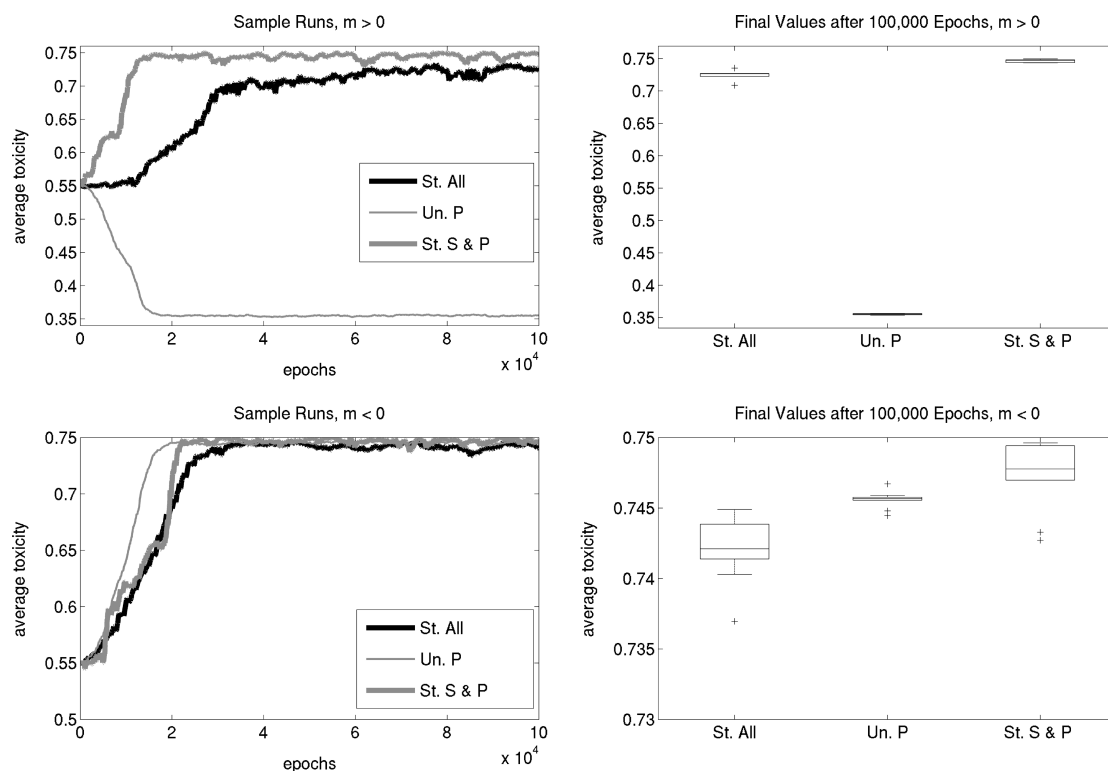 Sample Runs, m > 0
0.75
0.7
0.65
0.6
0.55
0.5
0.45
0.4
0.35
average toxicity
St. All
Un. P
St. S & P
0 2 4 6 8 10
x 10^4
epochs
Final Values after 100,000 Epochs, m > 0
0.75
0.7
0.65
0.6
0.55
0.5
0.45
0.4
0.35
average toxicity
St. All Un. P St. S & P
Sample Runs, m < 0
0.75
0.7
0.65
0.6
0.55
0.5
average toxicity
St. All
Un. P
St. S & P
0 2 4 6 8 10
x 10^4
epochs
Final Values after 100,000 Epochs, m < 0
0.75
0.745
0.74
0.735
0.73
average toxicity
St. All Un. P St. S & P